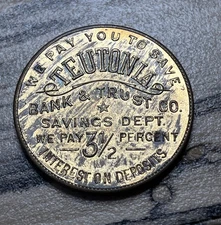 WE PAY YOU TO SAVE
TEUTONIA
BANK & TRUST CO.
SAVINGS DEPT.
WE PAY 3½ PERCENT
INTEREST ON DEPOSITS